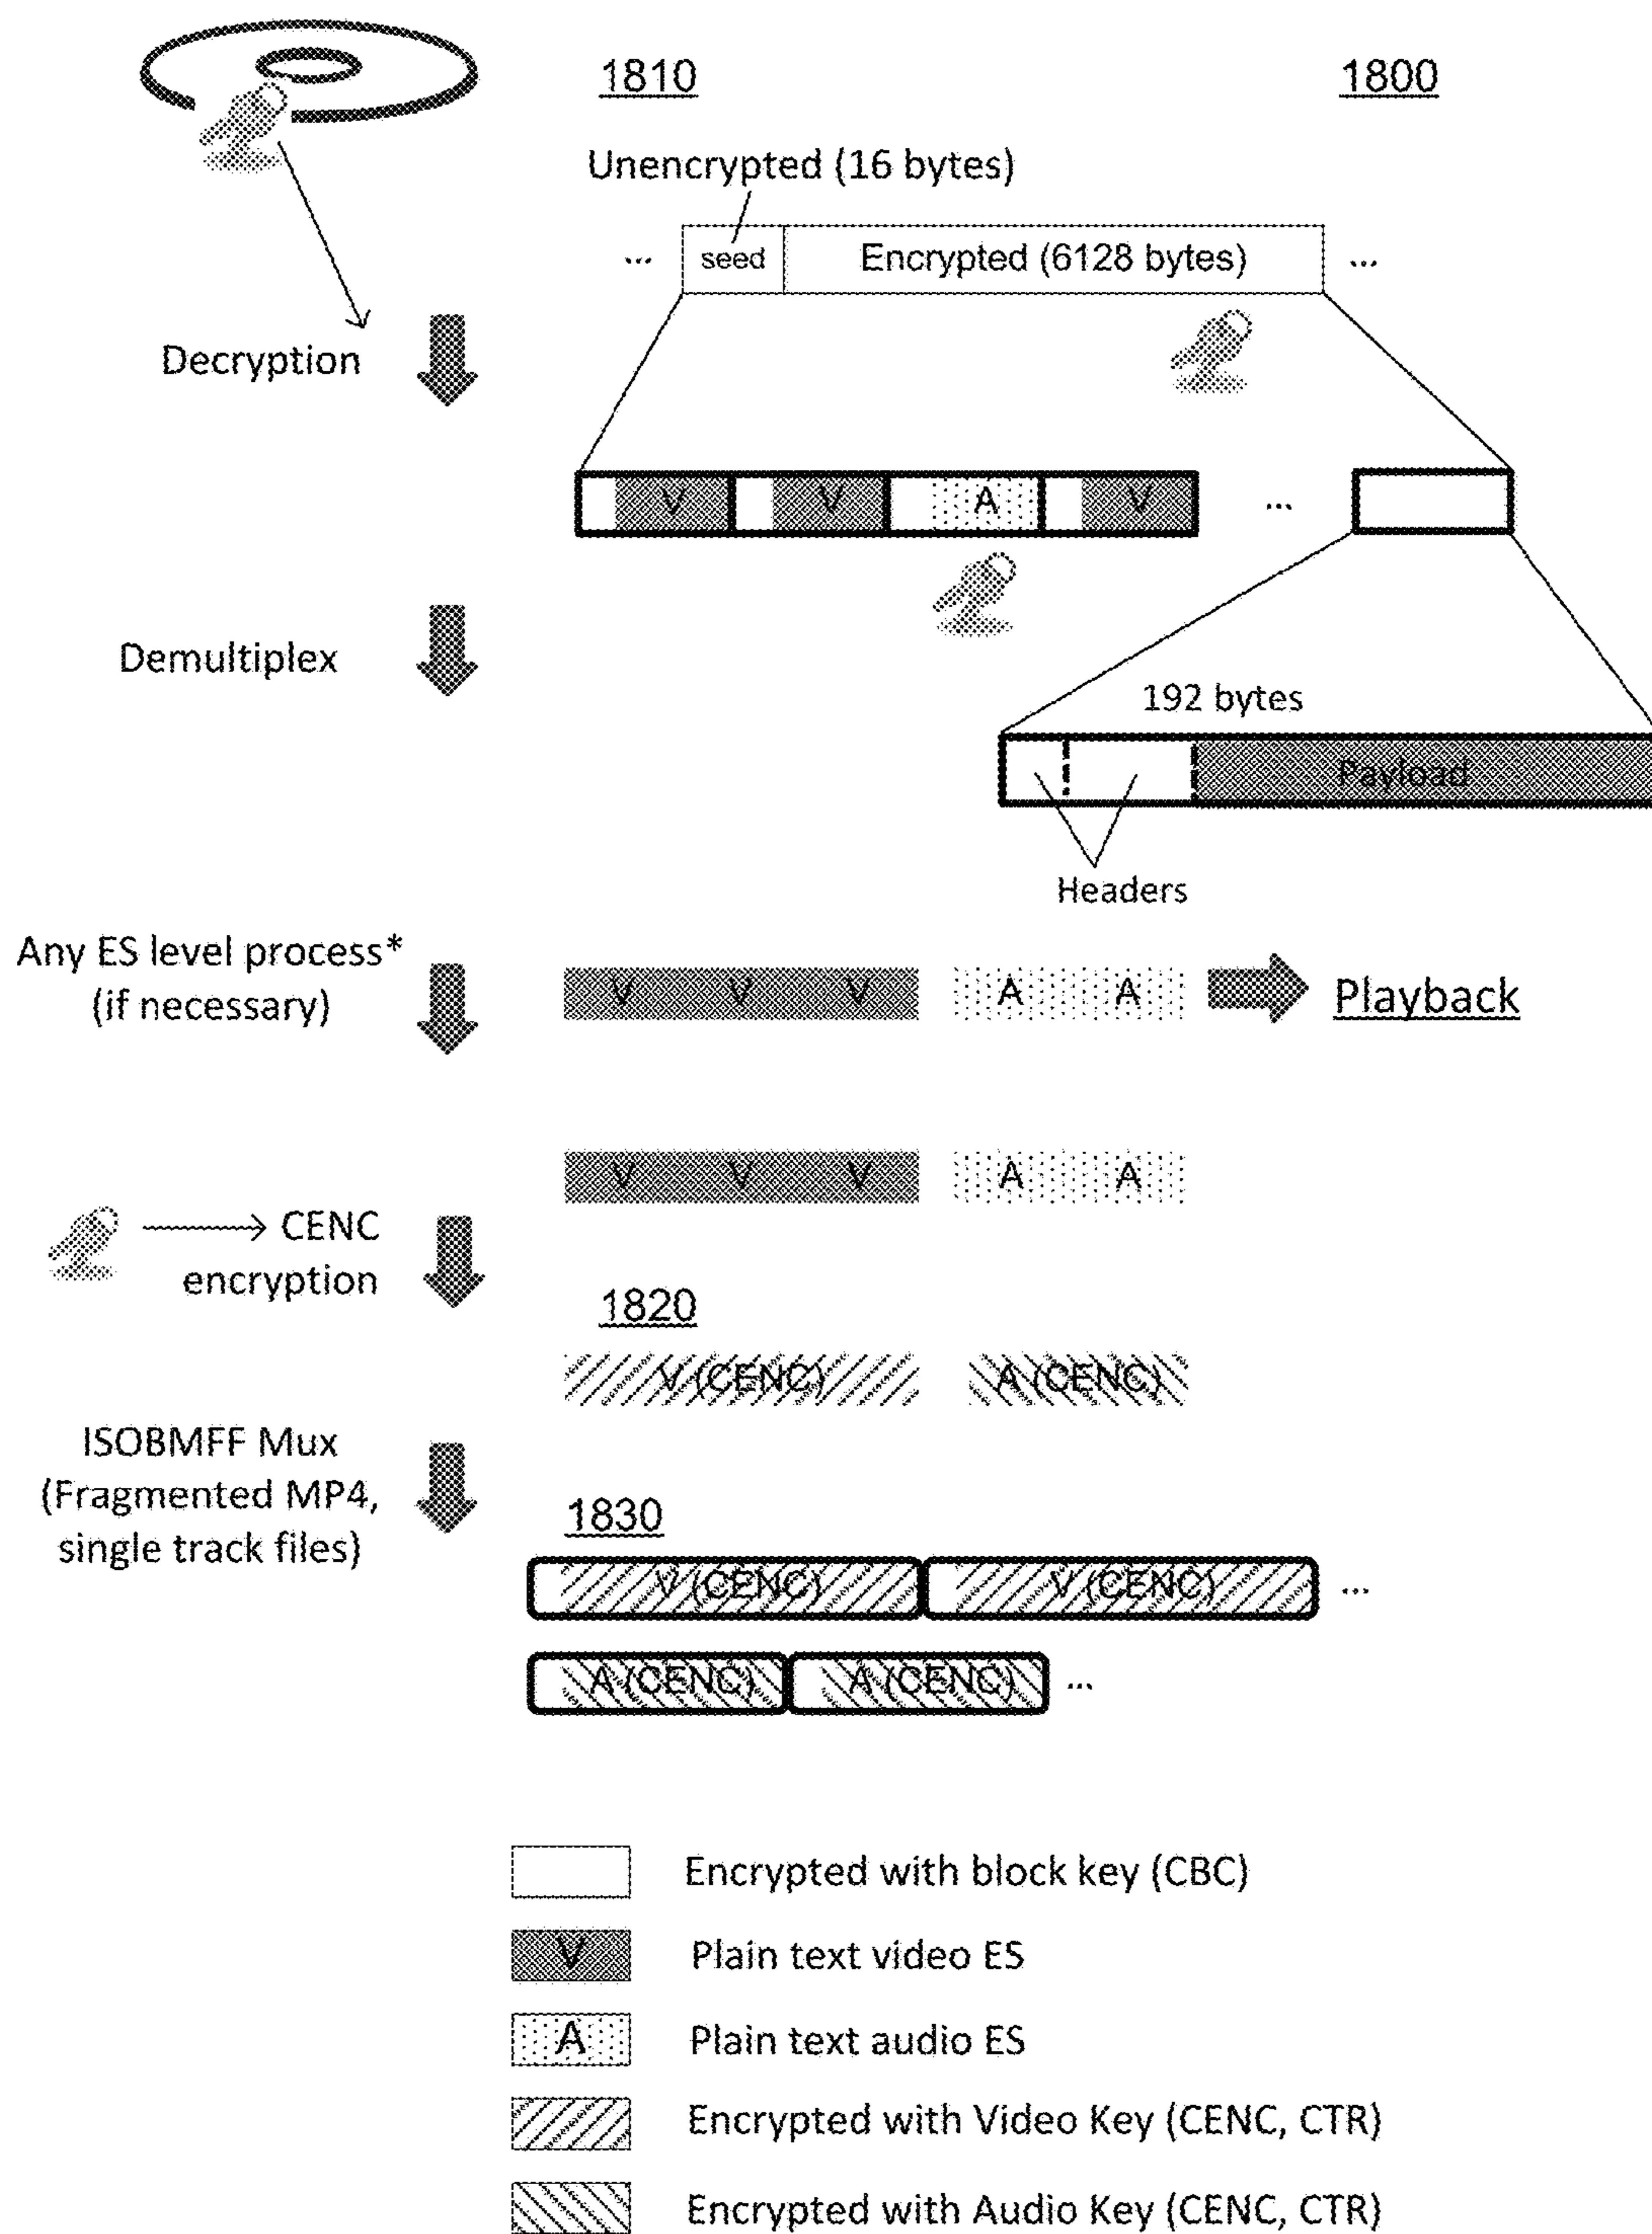 1810
1800
Unencrypted (16 bytes)
... seed Encrypted (6128 bytes) ...
Decryption
V V A V ...
Demultiplex
192 bytes
Payload
Headers
Any ES level process*
(if necessary)
V V V A A Playback
V V V A A
CENC
encryption
1820
V (CENC) A (CENC)
ISOBMFF Mux
(Fragmented MP4,
single track files)
1830
V (CENC) V (CENC) ...
A (CENC) A (CENC) ...
Encrypted with block key (CBC)
V Plain text video ES
A Plain text audio ES
Encrypted with Video Key (CENC, CTR)
Encrypted with Audio Key (CENC, CTR)